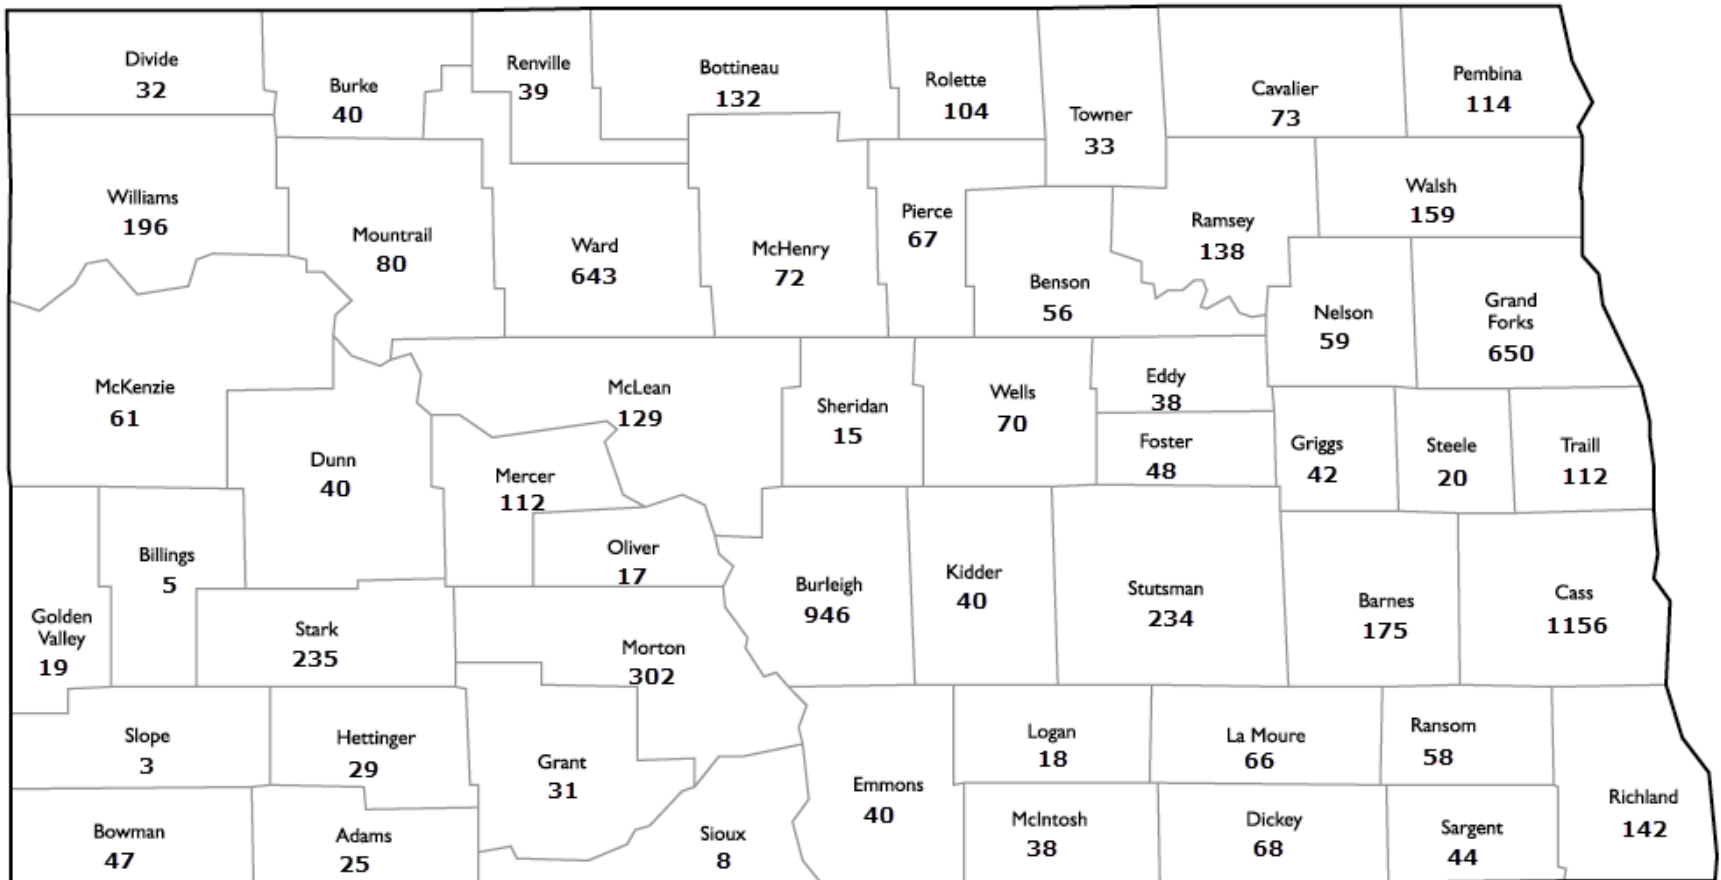 Divide
32
Burke
40
Renville
39
Bottineau
132
Rolette
104
Towner
33
Cavalier
73
Pembina
114
Williams
196
Mountrail
80
Ward
643
McHenry
72
Pierce
67
Benson
56
Ramsey
138
Walsh
159
Nelson
59
Grand
Forks
650
McKenzie
61
Dunn
40
McLean
129
Mercer
112
Oliver
17
Sheridan
15
Wells
70
Eddy
38
Foster
48
Griggs
42
Steele
20
Traill
112
Golden
Valley
19
Billings
5
Stark
235
Morton
302
Burleigh
946
Kidder
40
Stutsman
234
Barnes
175
Cass
1156
Slope
3
Hettinger
29
Grant
31
Emmons
40
Logan
18
La Moure
66
Ransom
58
Richland
142
Bowman
47
Adams
25
Sioux
8
McIntosh
38
Dickey
68
Sargent
44